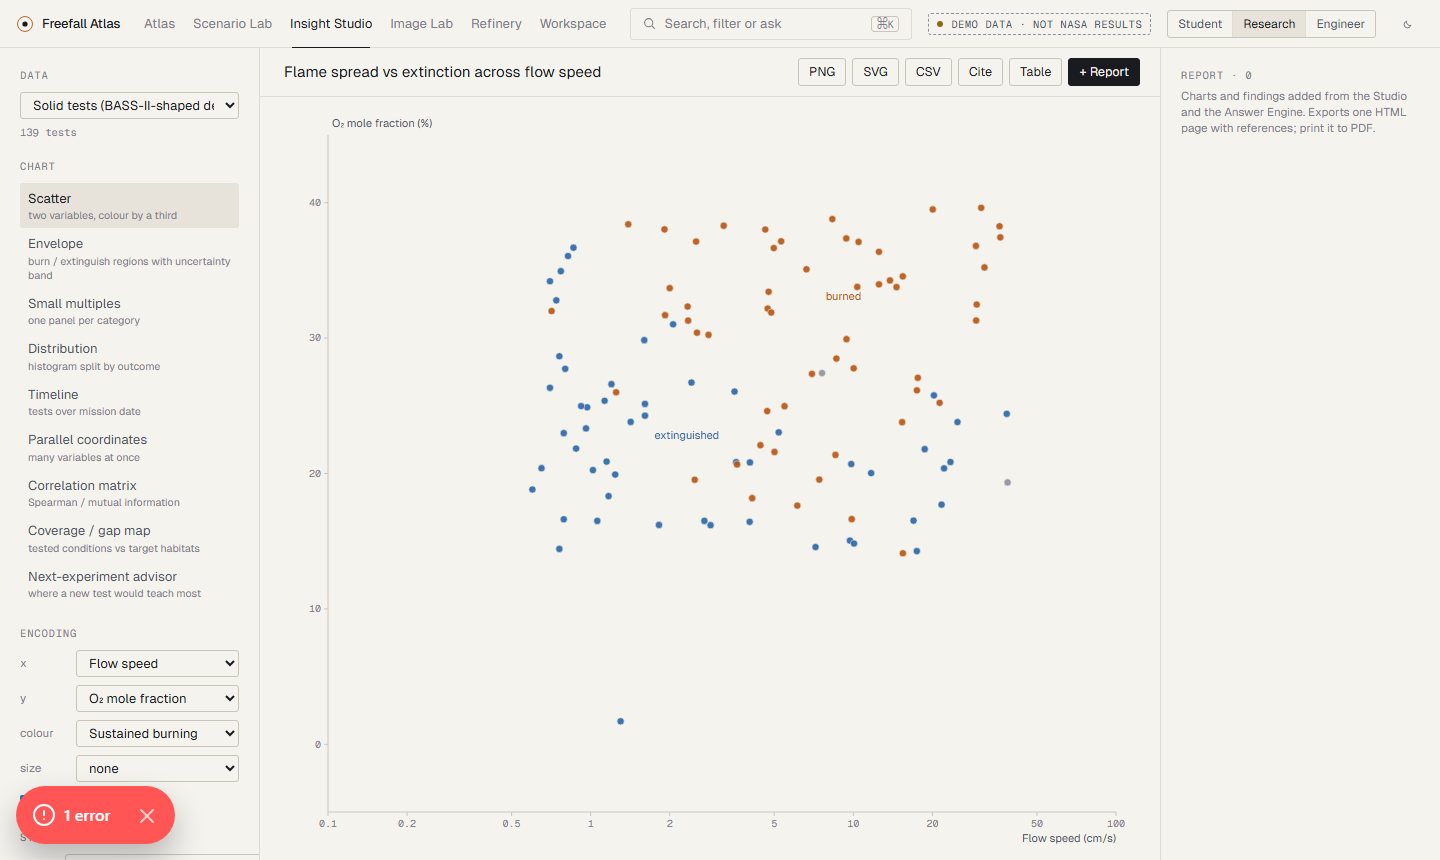 Freefall Atlas
Atlas
Scenario Lab
Insight Studio
Image Lab
Refinery
Workspace
Search, filter or ask
⌘K
DEMO DATA · NOT NASA RESULTS
Student
Research
Engineer
DATA
Solid tests (BASS-II-shaped de
139 tests
CHART
Scatter
two variables, colour by a third
Envelope
burn / extinguish regions with uncertainty
band
Small multiples
one panel per category
Distribution
histogram split by outcome
Timeline
tests over mission date
Parallel coordinates
many variables at once
Correlation matrix
Spearman / mutual information
Coverage / gap map
tested conditions vs target habitats
Next-experiment advisor
where a new test would teach most
ENCODING
x
Flow speed
y
O₂ mole fraction
colour
Sustained burning
size
none
1 error
Flame spread vs extinction across flow speed
PNG
SVG
CSV
Cite
Table
+ Report
O₂ mole fraction (%)
40
30
20
10
0
burned
extinguished
0.1
0.2
0.5
1
2
5
10
20
50
100
Flow speed (cm/s)
REPORT · 0
Charts and findings added from the Studio
and the Answer Engine. Exports one HTML
page with references; print it to PDF.